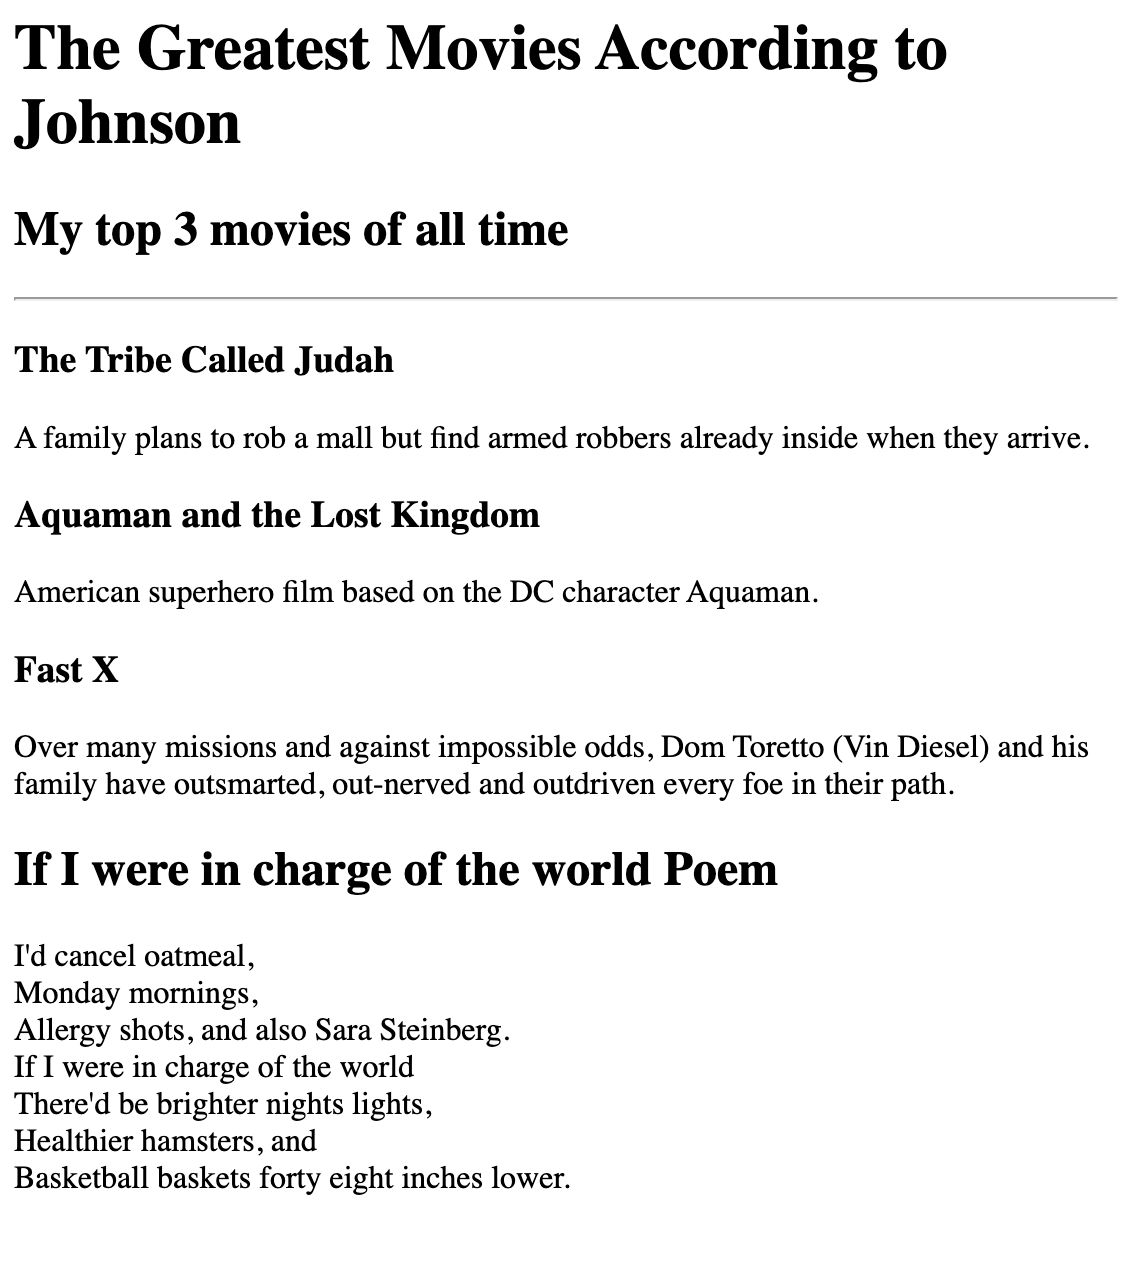 The Greatest Movies According to
Johnson
My top 3 movies of all time
The Tribe Called Judah
A family plans to rob a mall but find armed robbers already inside when they arrive.
Aquaman and the Lost Kingdom
American superhero film based on the DC character Aquaman.
Fast X
Over many missions and against impossible odds, Dom Toretto (Vin Diesel) and his
family have outsmarted, out-nerved and outdriven every foe in their path.
If I were in charge of the world Poem
I'd cancel oatmeal,
Monday mornings,
Allergy shots, and also Sara Steinberg.
If I were in charge of the world
There'd be brighter nights lights,
Healthier hamsters, and
Basketball baskets forty eight inches lower.